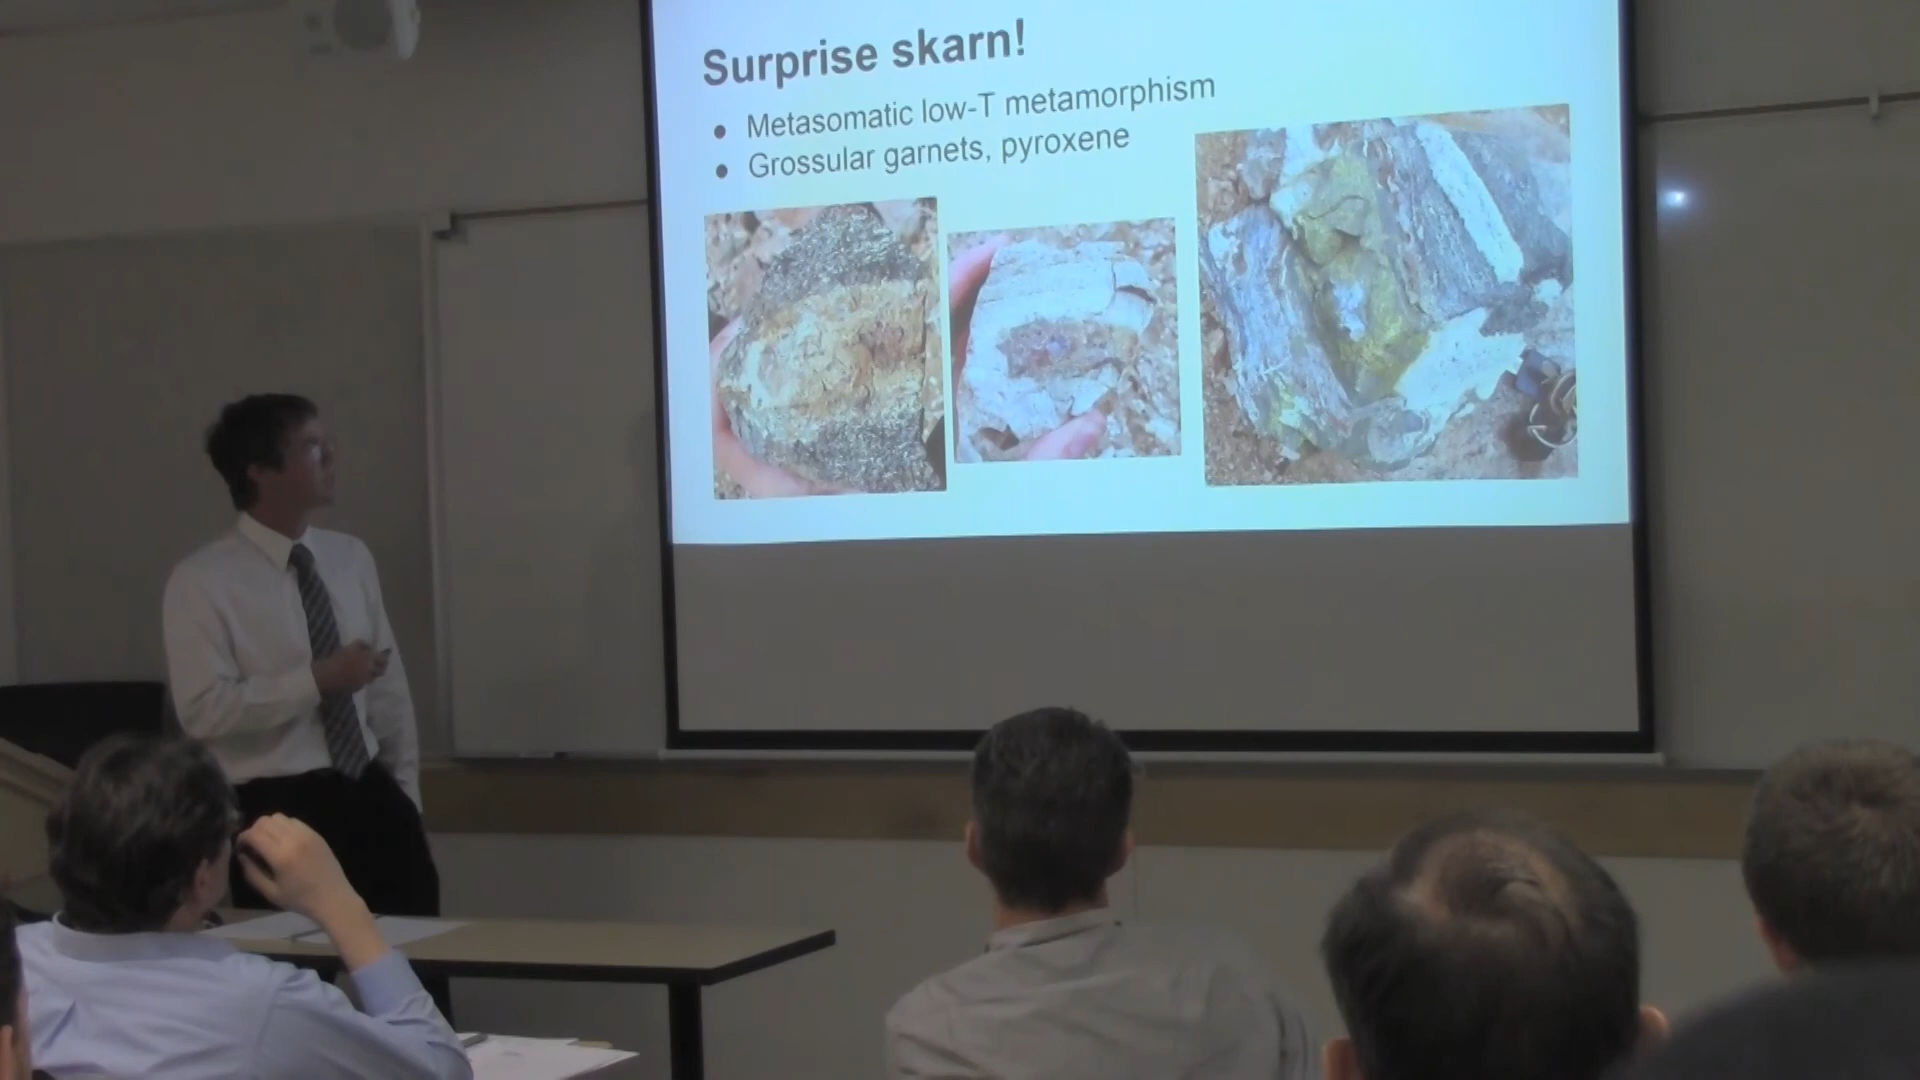 Surprise skarn!
● Metasomatic low-T metamorphism
● Grossular garnets, pyroxene